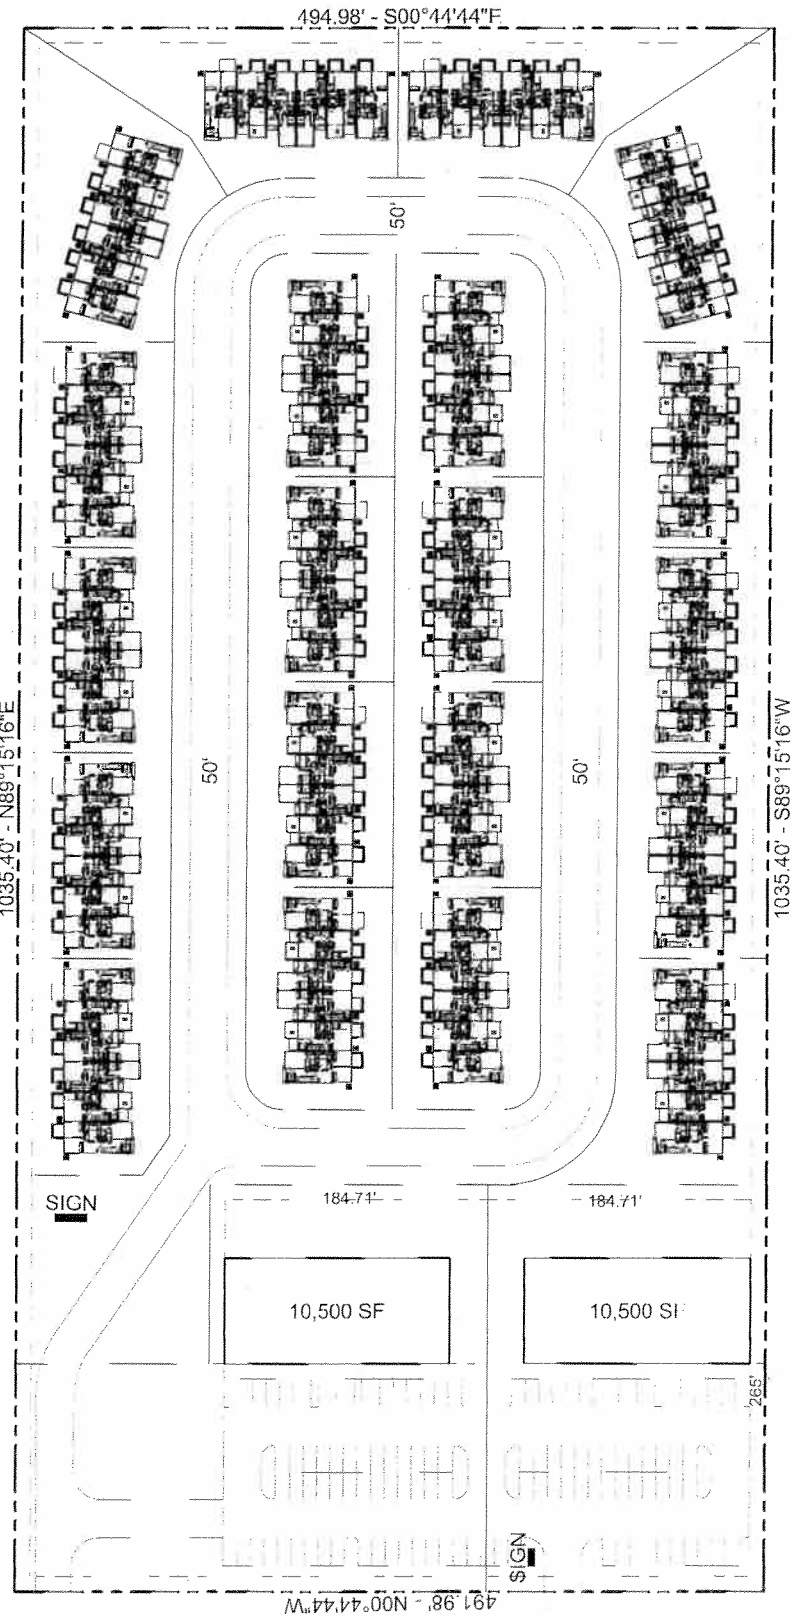 494.98' - S00°44'44"E
50'
1035.40' - N89°15'16"E
50'
50'
1035.40' - S89°15'16"W
SIGN
184.71'
184.71'
10,500 SF
10,500 SF
265'
SIGN
491.98' - N00°44'44"W